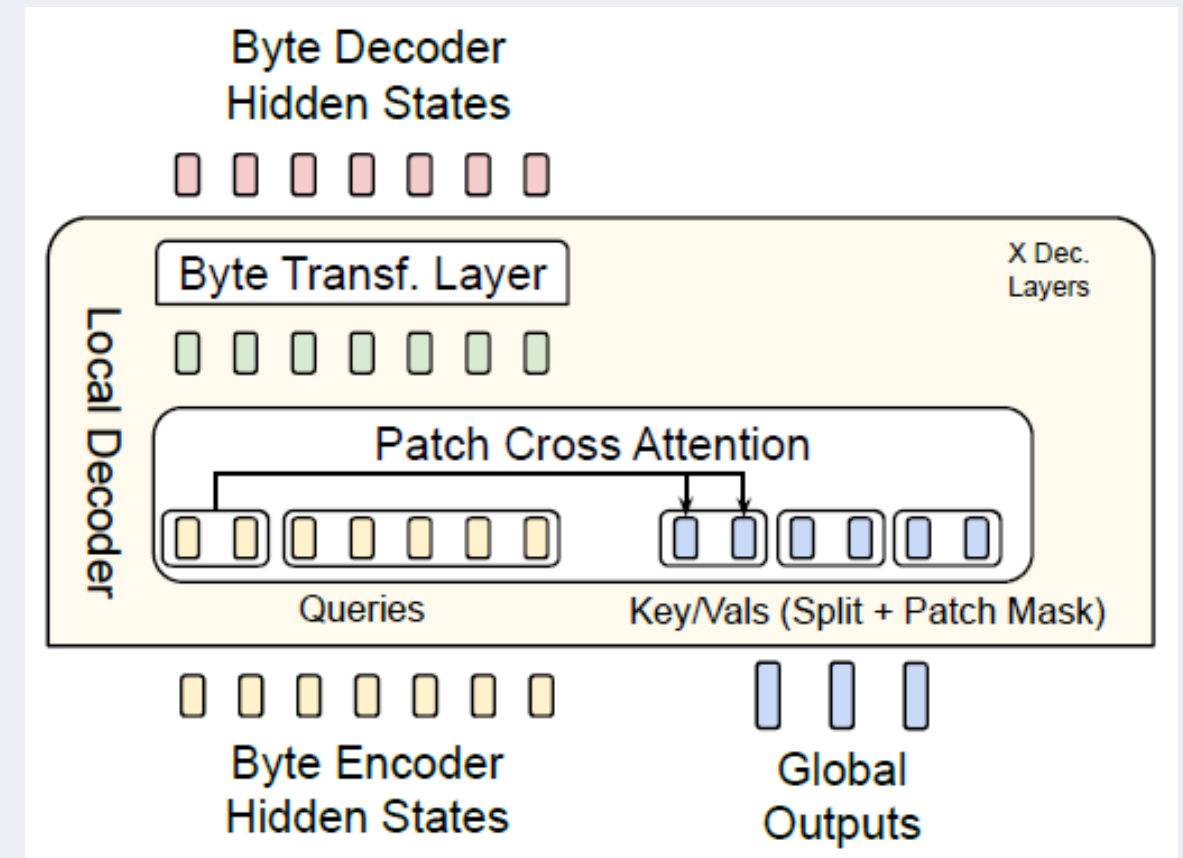 Byte Decoder
Hidden States
Byte Transf. Layer
X Dec.
Layers
Local Decoder
Patch Cross Attention
Queries
Key/Vals (Split + Patch Mask)
Byte Encoder
Hidden States
Global
Outputs